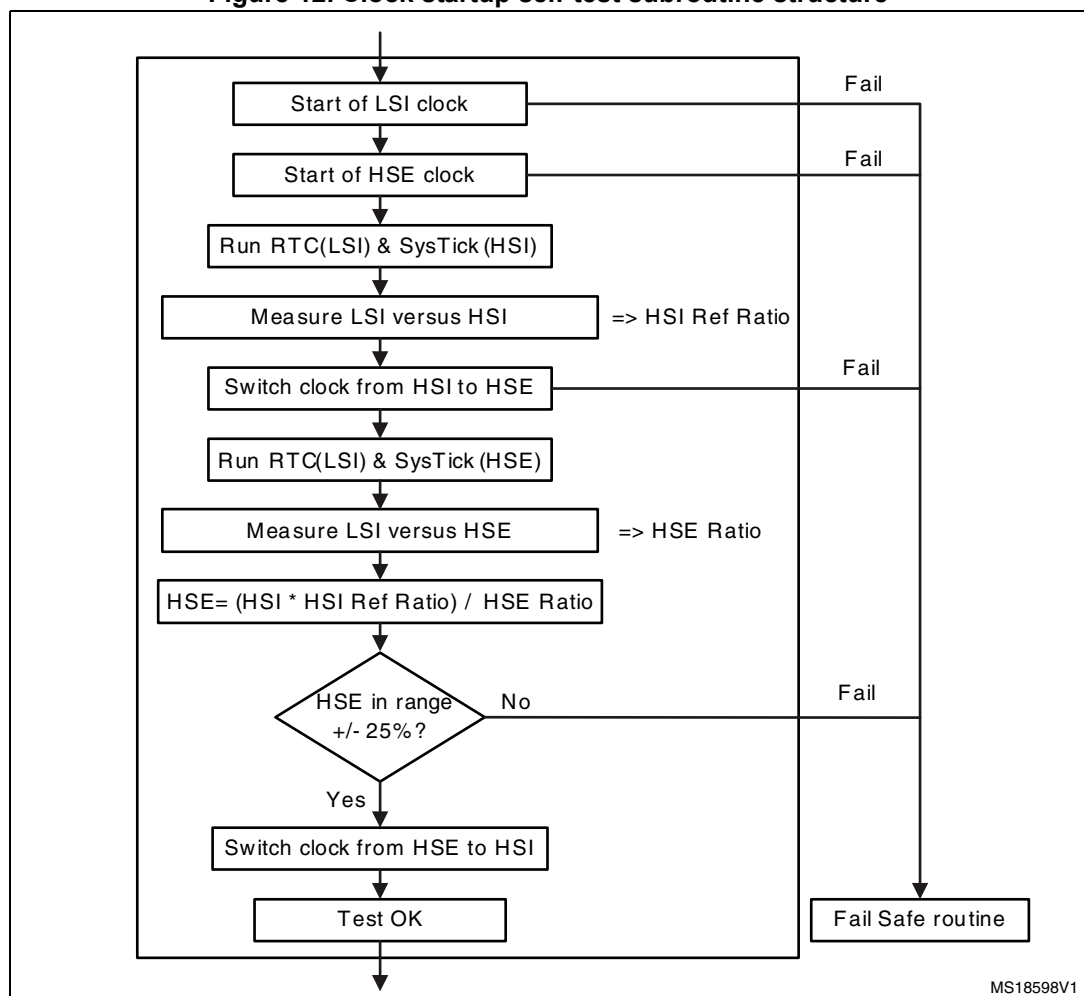 Figure 12. Clock startup self-test subroutine structure
Start of LSI clock
Fail
Start of HSE clock
Fail
Run RTC(LSI) & SysTick (HSI)
Measure LSI versus HSI
=> HSI Ref Ratio
Switch clock from HSI to HSE
Fail
Run RTC(LSI) & SysTick (HSE)
Measure LSI versus HSE
=> HSE Ratio
HSE= (HSI * HSI Ref Ratio) / HSE Ratio
HSE in range
+/- 25%?
No
Fail
Yes
Switch clock from HSE to HSI
Test OK
Fail Safe routine
MS18598V1